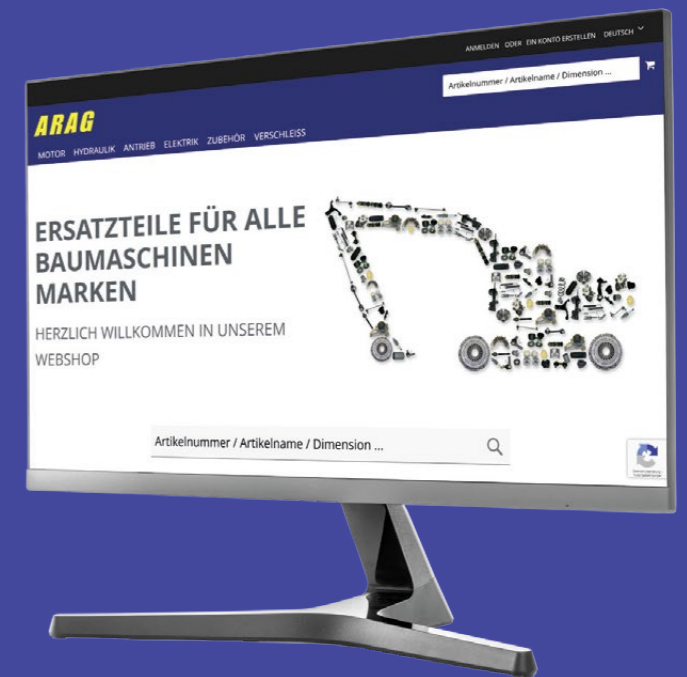 ANMELDEN ODER EIN KONTO ERSTELLEN DEUTSCH
Artikelnummer / Artikelname / Dimension ...
ARAG
MOTOR HYDRAULIK ANTRIEB ELEKTRIK ZUBEHÖR VERSCHLEISS
ERSATZTEILE FÜR ALLE
BAUMASCHINEN
MARKEN
HERZLICH WILLKOMMEN IN UNSEREM
WEBSHOP
Artikelnummer / Artikelname / Dimension ...